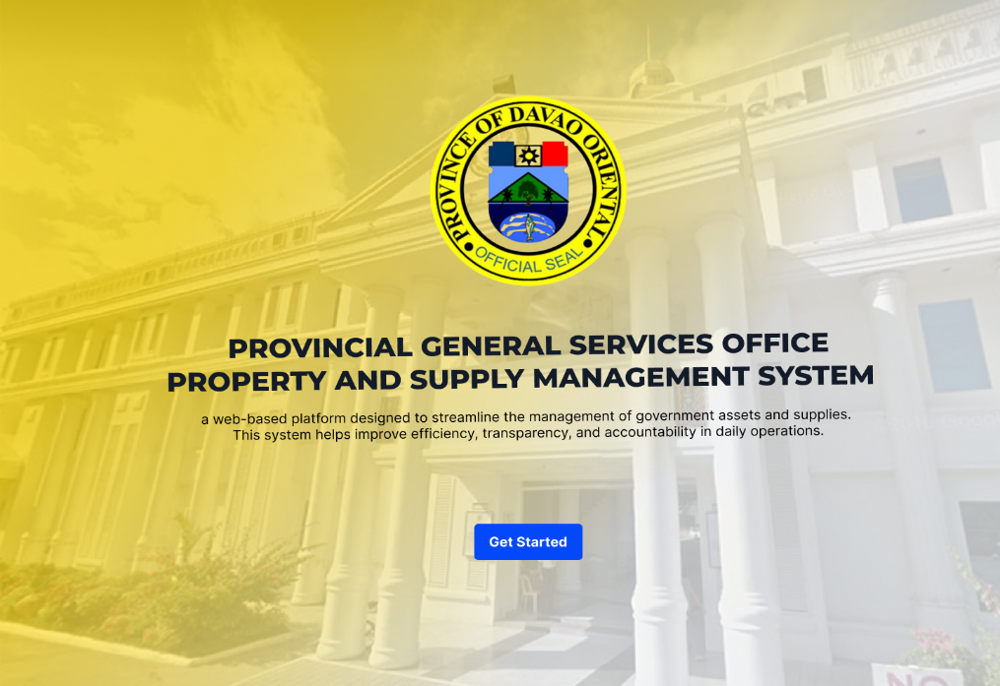 PROVINCE OF DAVAO ORIENTAL
OFFICIAL SEAL
PROVINCIAL GENERAL SERVICES OFFICE
PROPERTY AND SUPPLY MANAGEMENT SYSTEM
a web-based platform designed to streamline the management of government assets and supplies.
This system helps improve efficiency, transparency, and accountability in daily operations.
Get Started